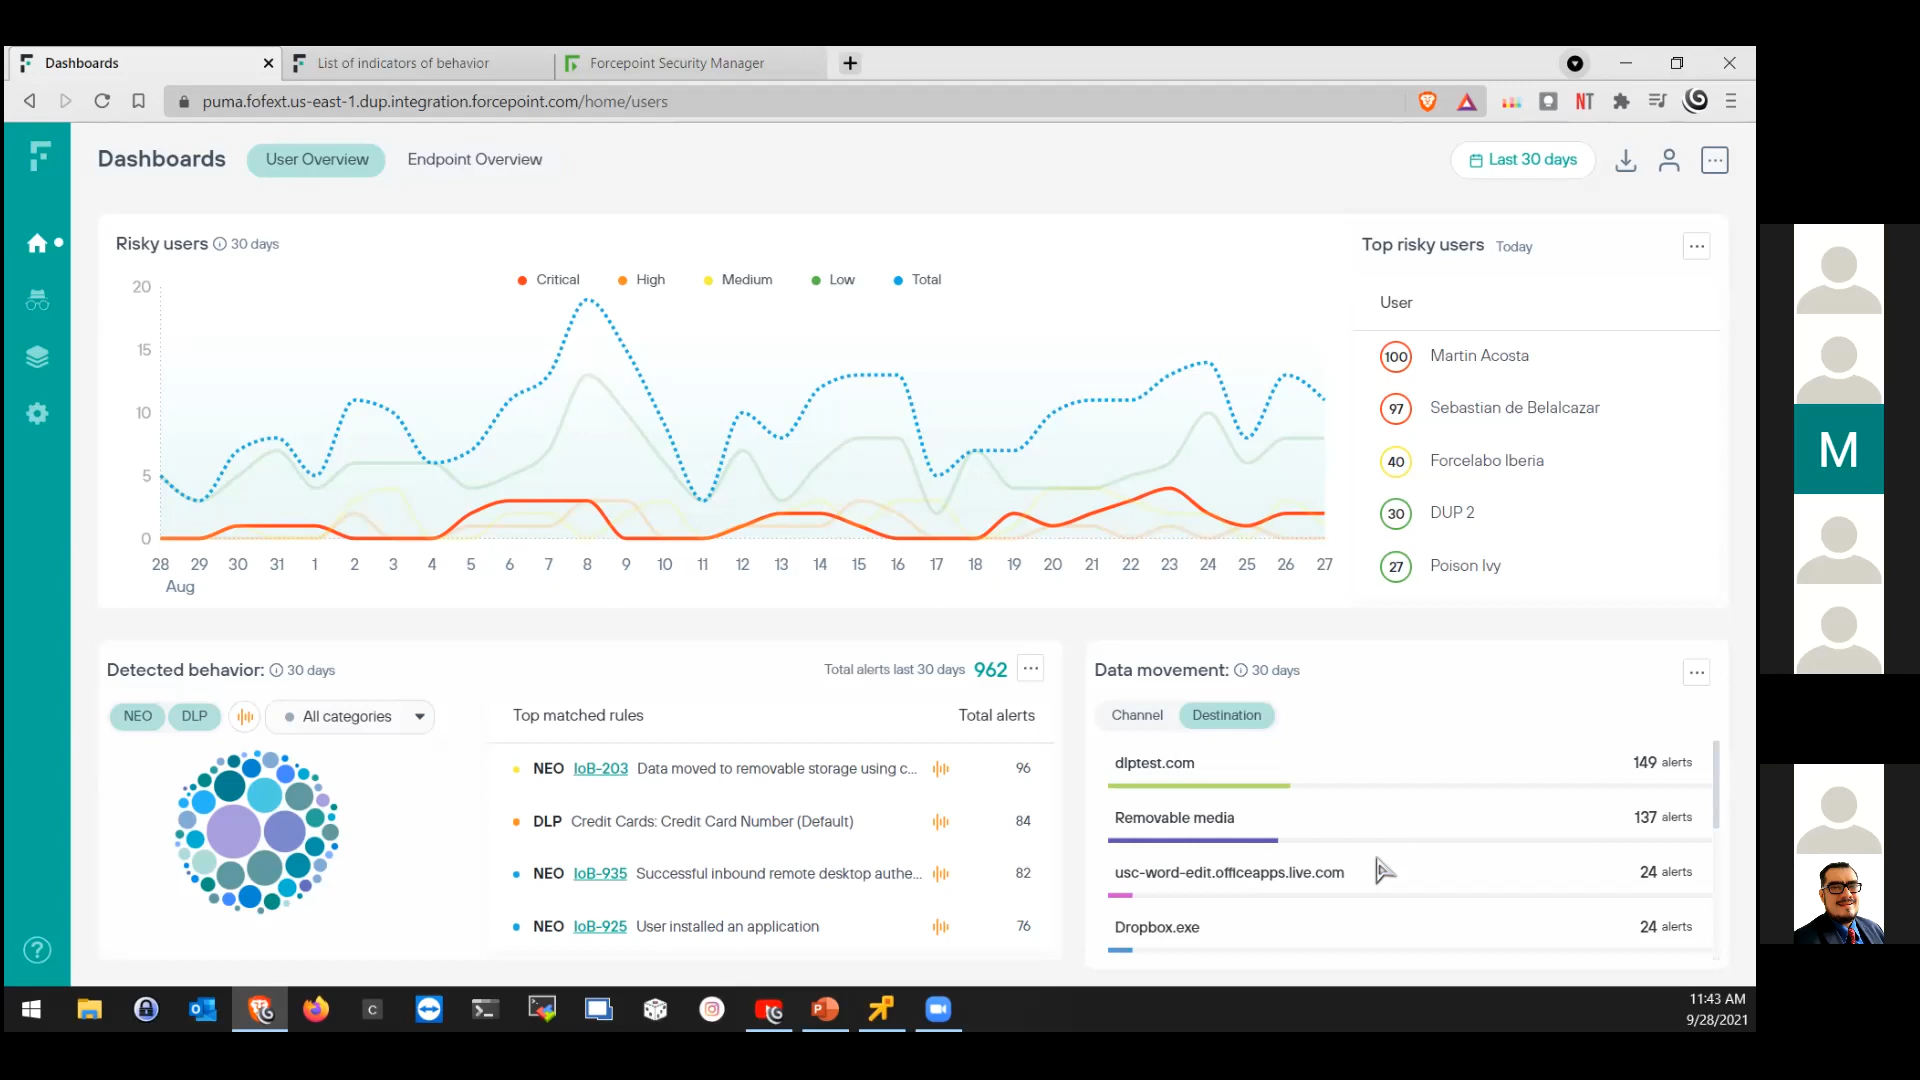 Dashboards
List of indicators of behavior
Forcepoint Security Manager
puma.fofext.us-east-1.dup.integration.forcepoint.com/home/users
NT
Dashboards
User Overview
Endpoint Overview
Last 30 days
Risky users 30 days
Critical High Medium Low Total
20
15
10
5
0
28 29 30 31 1 2 3 4 5 6 7 8 9 10 11 12 13 14 15 16 17 18 19 20 21 22 23 24 25 26 27
Aug
Top risky users Today
User
100 Martin Acosta
97 Sebastian de Belalcazar
40 Forcelabo Iberia
30 DUP 2
27 Poison Ivy
M
Detected behavior: 30 days
Total alerts last 30 days 962
NEO DLP All categories
Top matched rules Total alerts
NEO IoB-203 Data moved to removable storage using c... 96
DLP Credit Cards: Credit Card Number (Default) 84
NEO IoB-935 Successful inbound remote desktop authe... 82
NEO IoB-925 User installed an application 76
Data movement: 30 days
Channel Destination
dlptest.com 149 alerts
Removable media 137 alerts
usc-word-edit.officeapps.live.com 24 alerts
Dropbox.exe 24 alerts
?
C
11:43 AM
9/28/2021